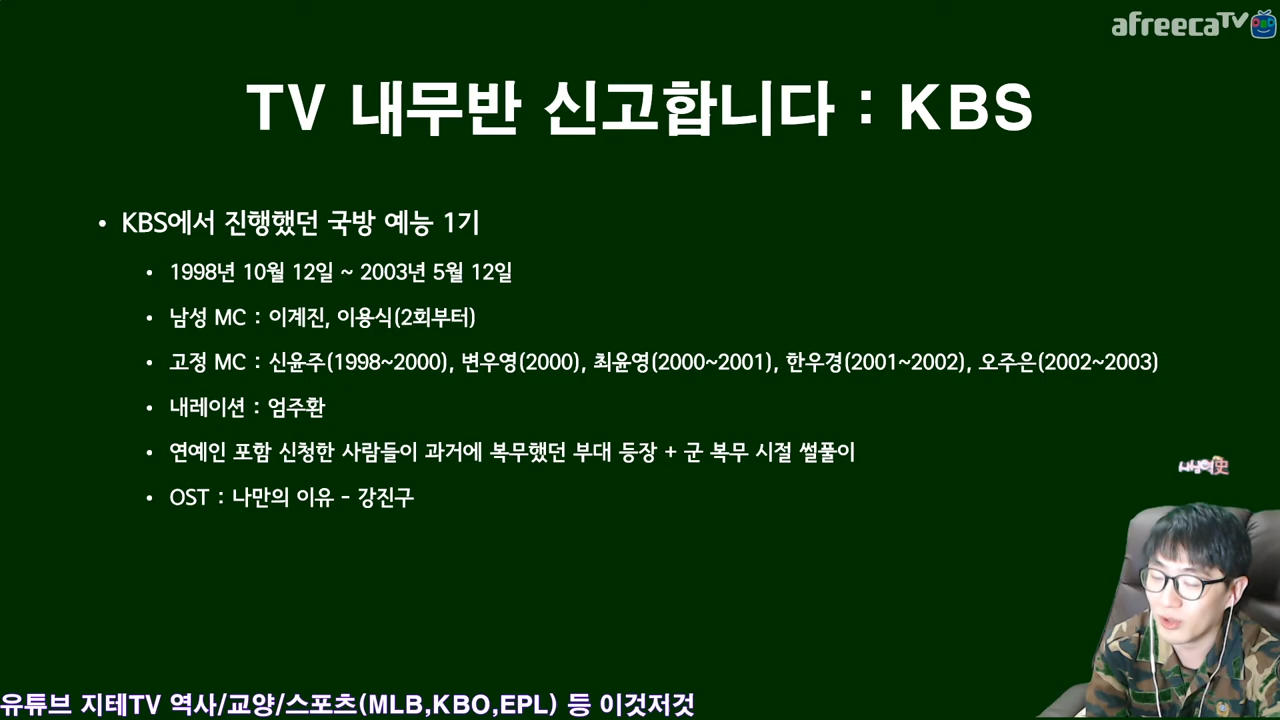 afreecaTV
TV 내무반 신고합니다 : KBS
• KBS에서 진행했던 국방 예능 1기
• 1998년 10월 12일 ~ 2003년 5월 12일
• 남성 MC : 이계진, 이용식(2회부터)
• 고정 MC : 신윤주(1998~2000), 변우영(2000), 최윤영(2000~2001), 한우경(2001~2002), 오주은(2002~2003)
• 내레이션 : 엄주환
• 연예인 포함 신청한 사람들이 과거에 복무했던 부대 등장 + 군 복무 시절 썰풀이
• OST : 나만의 이유 - 강진구
유튜브 지테TV 역사/교양/스포츠(MLB,KBO,EPL) 등 이것저것